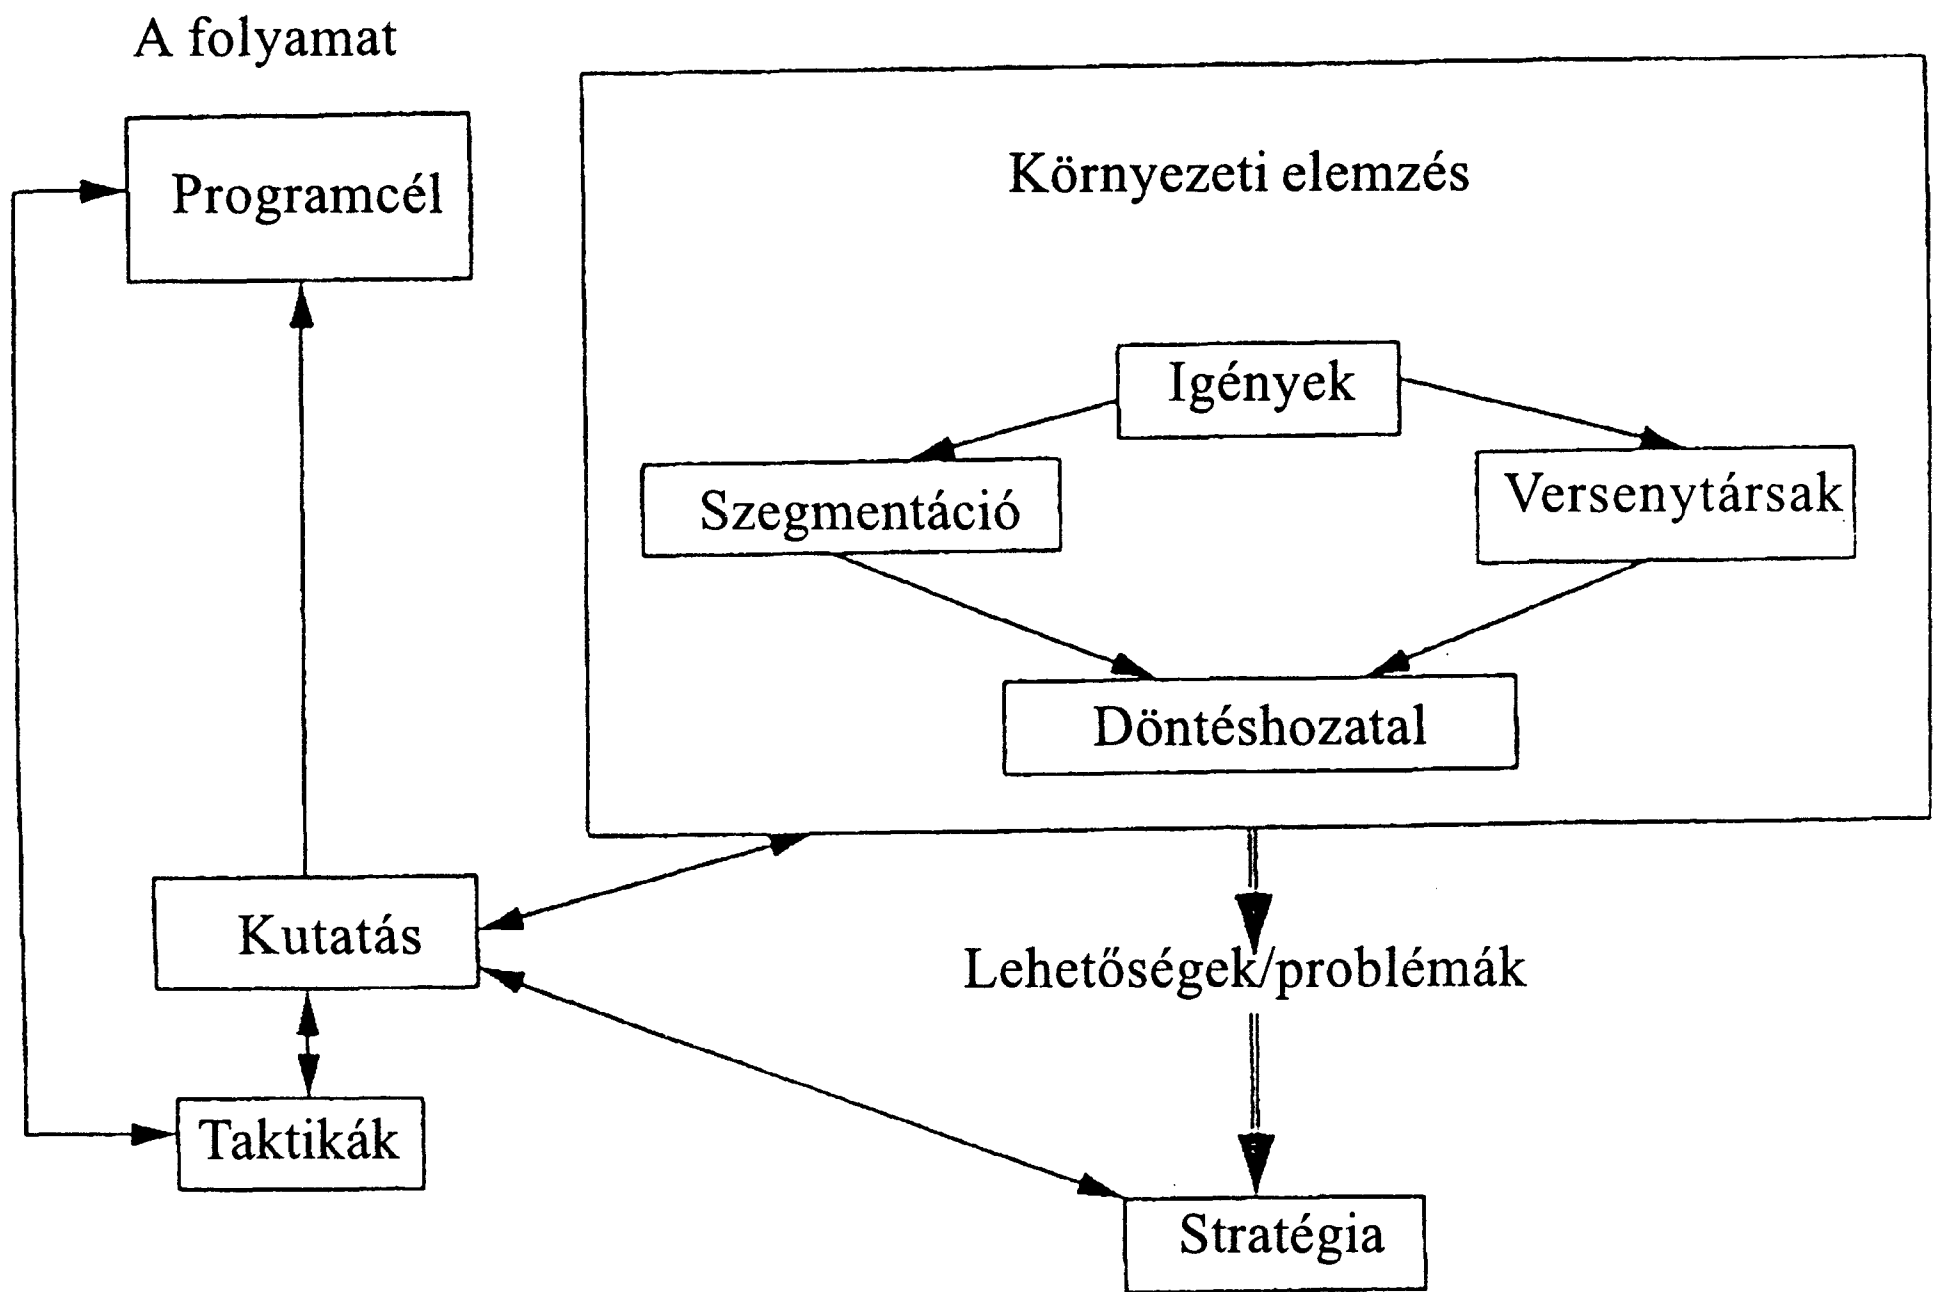 A folyamat
Programcél
Környezeti elemzés
Igények
Szegmentáció
Versenytársak
Döntéshozatal
Kutatás
Lehetőségek/problémák
Taktikák
Stratégia